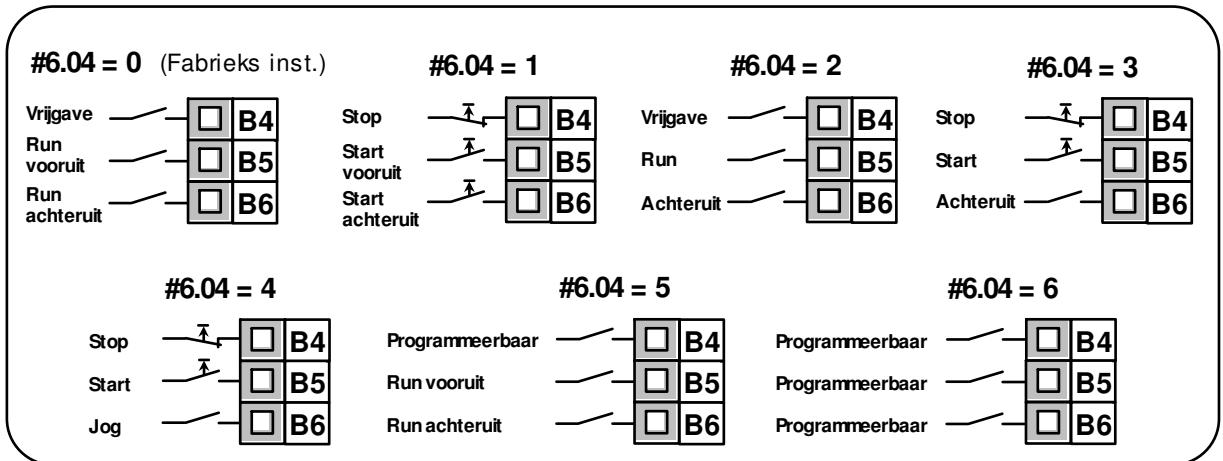 #6.04 = 0 (Fabrieks inst.)
Vrijgave B4
Run vooruit B5
Run achteruit B6
#6.04 = 1
Stop B4
Start vooruit B5
Start achteruit B6
#6.04 = 2
Vrijgave B4
Run B5
Achteruit B6
#6.04 = 3
Stop B4
Start B5
Achteruit B6
#6.04 = 4
Stop B4
Start B5
Jog B6
#6.04 = 5
Programmeerbaar B4
Run vooruit B5
Run achteruit B6
#6.04 = 6
Programmeerbaar B4
Programmeerbaar B5
Programmeerbaar B6